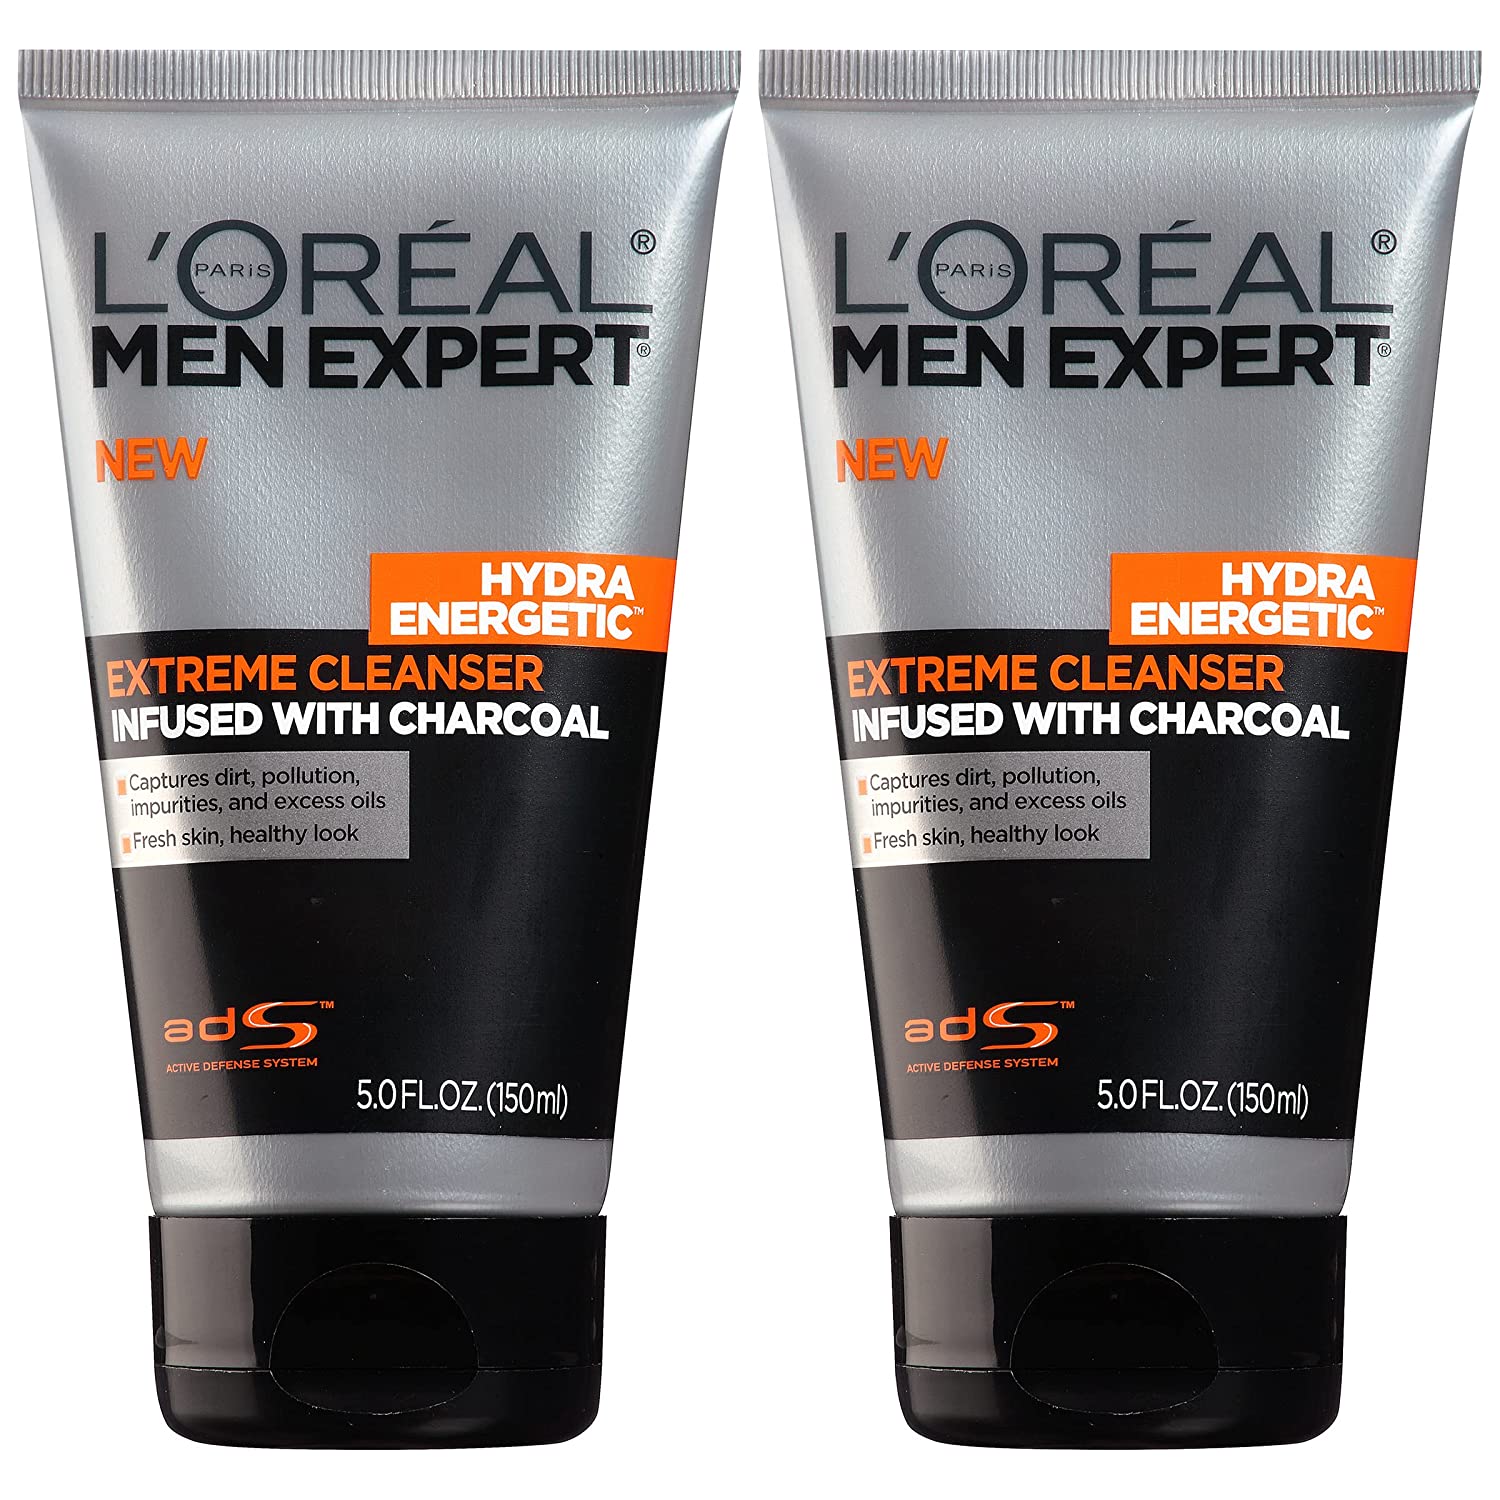 L'ORÉAL®
PARIS
MEN EXPERT®
NEW
HYDRA
ENERGETIC™
EXTREME CLEANSER
INFUSED WITH CHARCOAL
Captures dirt, pollution,
impurities, and excess oils
Fresh skin, healthy look
adS™
ACTIVE DEFENSE SYSTEM
5.0 FL.OZ. (150ml)
L'ORÉAL®
PARIS
MEN EXPERT®
NEW
HYDRA
ENERGETIC™
EXTREME CLEANSER
INFUSED WITH CHARCOAL
Captures dirt, pollution,
impurities, and excess oils
Fresh skin, healthy look
adS™
ACTIVE DEFENSE SYSTEM
5.0 FL.OZ. (150ml)